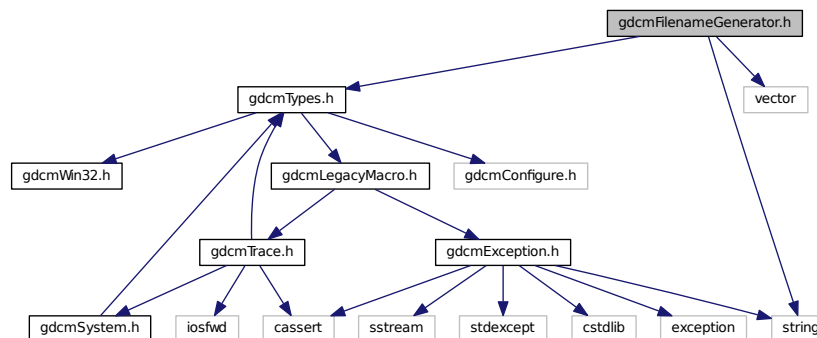 gdcmFilenameGenerator.h
gdcmTypes.h
vector
gdcmWin32.h
gdcmLegacyMacro.h
gdcmConfigure.h
gdcmTrace.h
gdcmException.h
gdcmSystem.h
iosfwd
cassert
sstream
stdexcept
cstdlib
exception
string